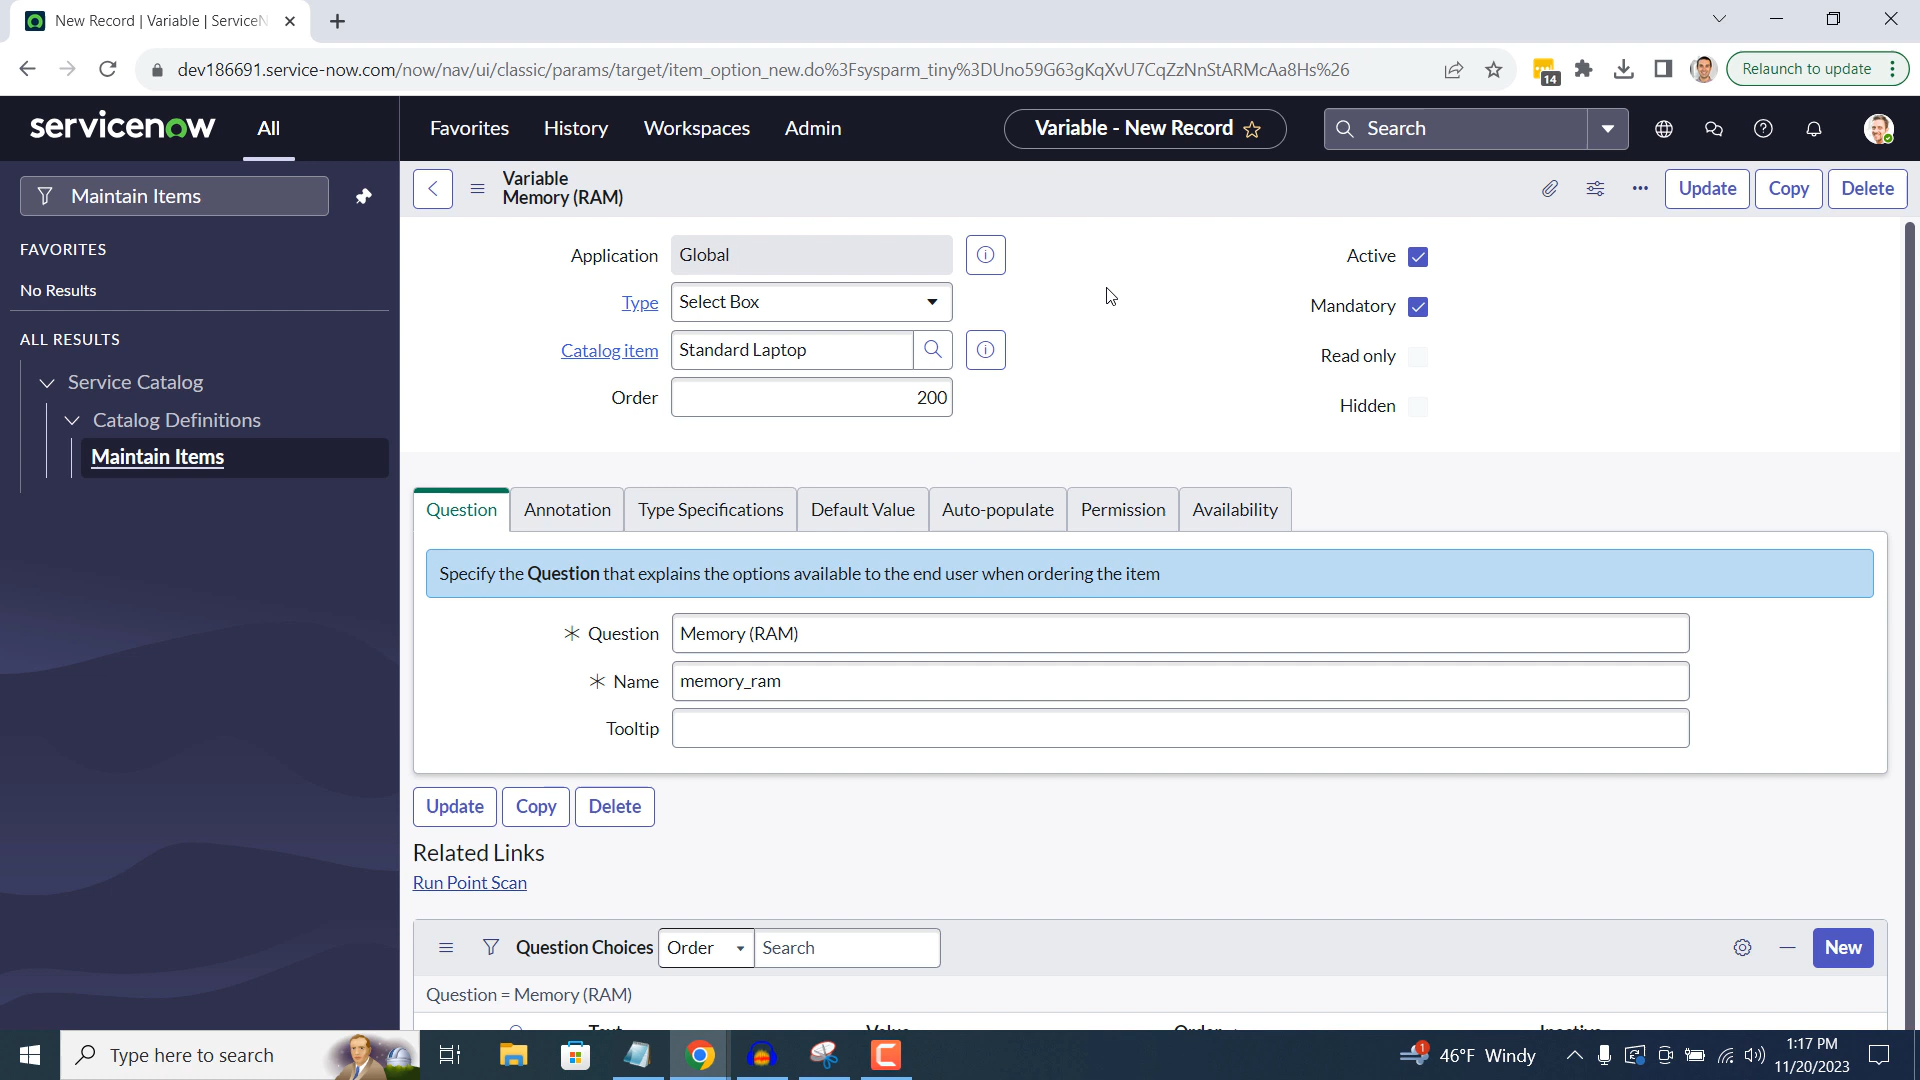 New Record | Variable | ServiceN
dev186691.service-now.com/now/nav/ui/classic/params/target/item_option_new.do%3Fsysparm_tiny%3DUno59G63gKqXvU7CqZzNnStARMcAa8Hs%26
14
Relaunch to update
servicenow
All
Favorites
History
Workspaces
Admin
Variable - New Record
Search
Maintain Items
FAVORITES
No Results
ALL RESULTS
Service Catalog
Catalog Definitions
Maintain Items
Variable
Memory (RAM)
Update
Copy
Delete
Application
Global
Type
Select Box
Catalog item
Standard Laptop
Order
200
Active
Mandatory
Read only
Hidden
Question
Annotation
Type Specifications
Default Value
Auto-populate
Permission
Availability
Specify the Question that explains the options available to the end user when ordering the item
Question
Memory (RAM)
Name
memory_ram
Tooltip
Update
Copy
Delete
Related Links
Run Point Scan
Question Choices
Order
Search
New
Question = Memory (RAM)
Text
Value
Order
Inactive
Type here to search
1
46°F Windy
1:17 PM
11/20/2023